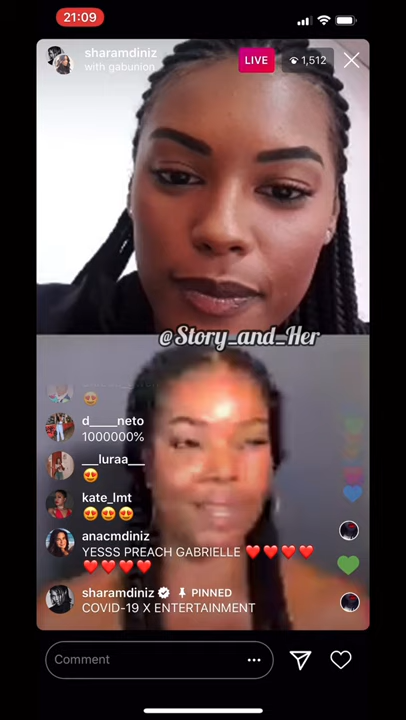 21:09
sharamdiniz
with gabunion
LIVE
1,512
@Story_and_Her
d____neto
1000000%
__luraa__
kate_lmt
anacmdiniz
YESSS PREACH GABRIELLE ❤️❤️❤️❤️
❤️❤️❤️❤️
sharamdiniz PINNED
COVID-19 X ENTERTAINMENT
Comment